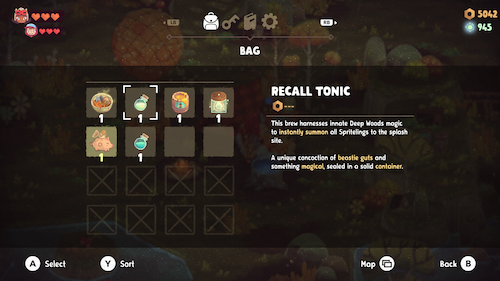 5042
945
LB
RB
BAG
RECALL TONIC
---
This brew harnesses innate Deep Woods magic
to instantly summon all Spritelings to the splash
site.
A unique concoction of beastie guts and
something magical, sealed in a solid container.
1 1 1 1
1 1
A Select
Y Sort
Map
Back B